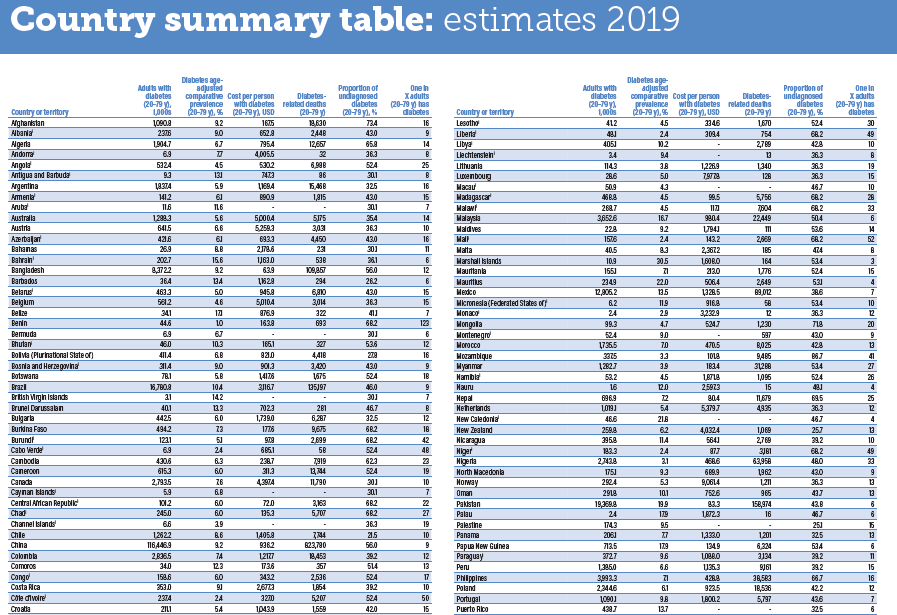 Country summary table: estimates 2019
Country or territory
Adults with diabetes (20-79 y), 1,000s
Diabetes age-adjusted comparative prevalence (20-79 y), %
Cost per person with diabetes (20-79 y), USD
Diabetes-related deaths (20-79 y)
Proportion of undiagnosed diabetes (20-79 y), %
One in X adults (20-79 y) has diabetes
Afghanistan 1,090.8 9.2 167.5 18,630 73.4 16
Albania 237.6 9.0 652.8 2,448 43.0 9
Algeria 1,904.7 6.7 795.4 12,657 65.8 14
Andorra 6.9 7.7 4,005.5 32 36.3 8
Angola 532.4 4.5 530.2 6,988 52.4 25
Antigua and Barbuda 9.3 13.1 747.3 86 30.1 8
Argentina 1,837.4 5.9 1,169.4 15,468 32.5 16
Armenia 141.2 6.1 890.9 1,815 43.0 15
Aruba 11.6 11.6 - - 30.1 7
Australia 1,288.3 5.6 5,000.4 5,175 35.4 14
Austria 641.5 6.6 5,259.3 3,031 36.3 10
Azerbaijan 421.6 6.1 693.3 4,450 43.0 16
Bahamas 26.9 8.8 2,178.6 231 30.1 11
Bahrain 202.7 15.6 1,163.0 538 36.1 6
Bangladesh 8,372.2 9.2 63.9 109,857 56.0 12
Barbados 36.4 13.4 1,162.8 294 26.2 6
Belarus 463.3 5.0 945.8 6,810 43.0 15
Belgium 561.2 4.6 5,010.4 3,014 36.3 15
Belize 34.1 17.1 876.9 322 41.1 7
Benin 44.6 1.0 163.8 693 68.2 123
Bermuda 6.9 6.7 - - 30.1 6
Bhutan 46.0 10.3 165.1 327 53.6 12
Bolivia (Plurinational State of) 411.4 6.8 821.0 4,418 27.8 16
Bosnia and Herzegovina 311.4 9.0 901.3 3,420 43.0 9
Botswana 78.1 5.8 1,417.6 1,675 52.4 18
Brazil 16,780.8 10.4 3,116.7 135,197 46.0 9
British Virgin Islands 3.1 14.2 - - 30.1 7
Brunei Darussalam 40.1 13.3 702.3 281 46.7 8
Bulgaria 442.5 6.0 1,739.0 6,287 32.5 12
Burkina Faso 494.2 7.3 177.6 9,675 68.2 18
Burundi 123.1 5.1 97.8 2,699 68.2 42
Cabo Verde 6.9 2.4 685.1 58 52.4 48
Cambodia 430.6 6.3 238.7 7,919 62.3 23
Cameroon 615.3 6.0 311.3 13,744 52.4 19
Canada 2,793.5 7.6 4,397.4 11,790 30.1 10
Cayman Islands 5.9 6.8 - - 30.1 7
Central African Republic 101.2 6.0 72.0 3,163 68.2 22
Chad 245.0 6.0 135.3 5,707 68.2 27
Channel Islands 6.6 3.9 - - 36.3 19
Chile 1,262.2 8.6 1,405.8 7,744 21.5 10
China 116,446.9 9.2 936.2 823,780 56.0 9
Colombia 2,836.5 7.4 1,217.7 18,453 39.2 12
Comoros 34.0 12.3 173.6 357 51.4 13
Congo 158.6 6.0 343.2 2,536 52.4 17
Costa Rica 353.0 9.1 2,677.3 1,854 39.2 10
Côte d'Ivoire 237.4 2.4 327.0 5,207 52.4 50
Croatia 211.1 5.4 1,043.9 1,559 42.0 15
Country or territory
Adults with diabetes (20-79 y), 1,000s
Diabetes age-adjusted comparative prevalence (20-79 y), %
Cost per person with diabetes (20-79 y), USD
Diabetes-related deaths (20-79 y)
Proportion of undiagnosed diabetes (20-79 y), %
One in X adults (20-79 y) has diabetes
Lesotho 41.2 4.5 334.6 1,670 52.4 30
Liberia 48.1 2.4 309.4 754 68.2 49
Libya 405.1 10.2 - 2,789 42.8 10
Liechtenstein 3.4 9.4 - 13 36.3 8
Lithuania 114.3 3.8 1,226.9 1,340 36.3 19
Luxembourg 28.6 5.0 7,977.8 128 36.3 15
Macau 50.9 4.3 - - 46.7 10
Madagascar 468.8 4.5 99.5 5,756 68.2 28
Malawi 268.7 4.5 117.1 7,604 68.2 33
Malaysia 3,652.6 16.7 980.4 22,449 50.4 6
Maldives 22.8 9.2 1,794.1 111 53.6 14
Mali 157.6 2.4 143.2 2,669 68.2 52
Malta 40.5 8.3 2,367.2 185 47.4 8
Marshall Islands 10.9 30.5 1,608.0 164 53.4 3
Mauritania 155.1 7.1 213.0 1,776 52.4 15
Mauritius 234.9 22.0 506.4 2,649 53.1 4
Mexico 12,805.2 13.5 1,328.5 89,012 38.6 7
Micronesia (Federated States of) 6.2 11.9 916.8 58 53.4 10
Monaco 2.4 2.9 3,232.9 12 36.3 12
Mongolia 99.3 4.7 524.7 1,230 71.8 20
Montenegro 52.4 9.0 - 597 43.0 9
Morocco 1,735.5 7.0 470.5 8,025 42.8 13
Mozambique 337.5 3.3 101.8 9,485 86.7 41
Myanmar 1,282.7 3.9 183.4 31,288 53.4 27
Namibia 53.2 4.5 1,871.8 1,095 52.4 26
Nauru 1.6 12.0 2,597.3 15 48.1 4
Nepal 696.9 7.2 80.4 11,679 69.5 25
Netherlands 1,019.1 5.4 5,379.7 4,935 36.3 12
New Caledonia 46.6 21.8 - - 46.7 4
New Zealand 259.8 6.2 4,032.4 1,069 25.7 13
Nicaragua 395.8 11.4 564.1 2,769 39.2 10
Niger 183.3 2.4 87.7 3,181 68.2 49
Nigeria 2,743.8 3.1 468.6 63,958 48.0 33
North Macedonia 175.1 9.3 689.9 1,962 43.0 9
Norway 292.4 5.3 9,061.4 1,211 36.3 13
Oman 291.8 10.1 752.6 965 43.7 13
Pakistan 19,369.8 19.9 83.3 158,974 43.8 6
Palau 2.4 17.9 1,872.3 16 46.7 6
Palestine 174.3 9.5 - - 25.1 15
Panama 206.1 7.7 1,333.0 1,201 32.5 13
Papua New Guinea 713.5 17.9 134.9 6,324 53.4 6
Paraguay 372.7 9.6 1,088.0 3,134 39.2 11
Peru 1,385.0 6.6 1,135.3 9,161 39.2 15
Philippines 3,993.3 7.1 428.8 38,583 66.7 16
Poland 2,344.6 6.1 923.5 18,536 42.2 12
Portugal 1,090.1 9.8 1,800.2 5,797 43.6 7
Puerto Rico 438.7 13.7 - - 32.5 6